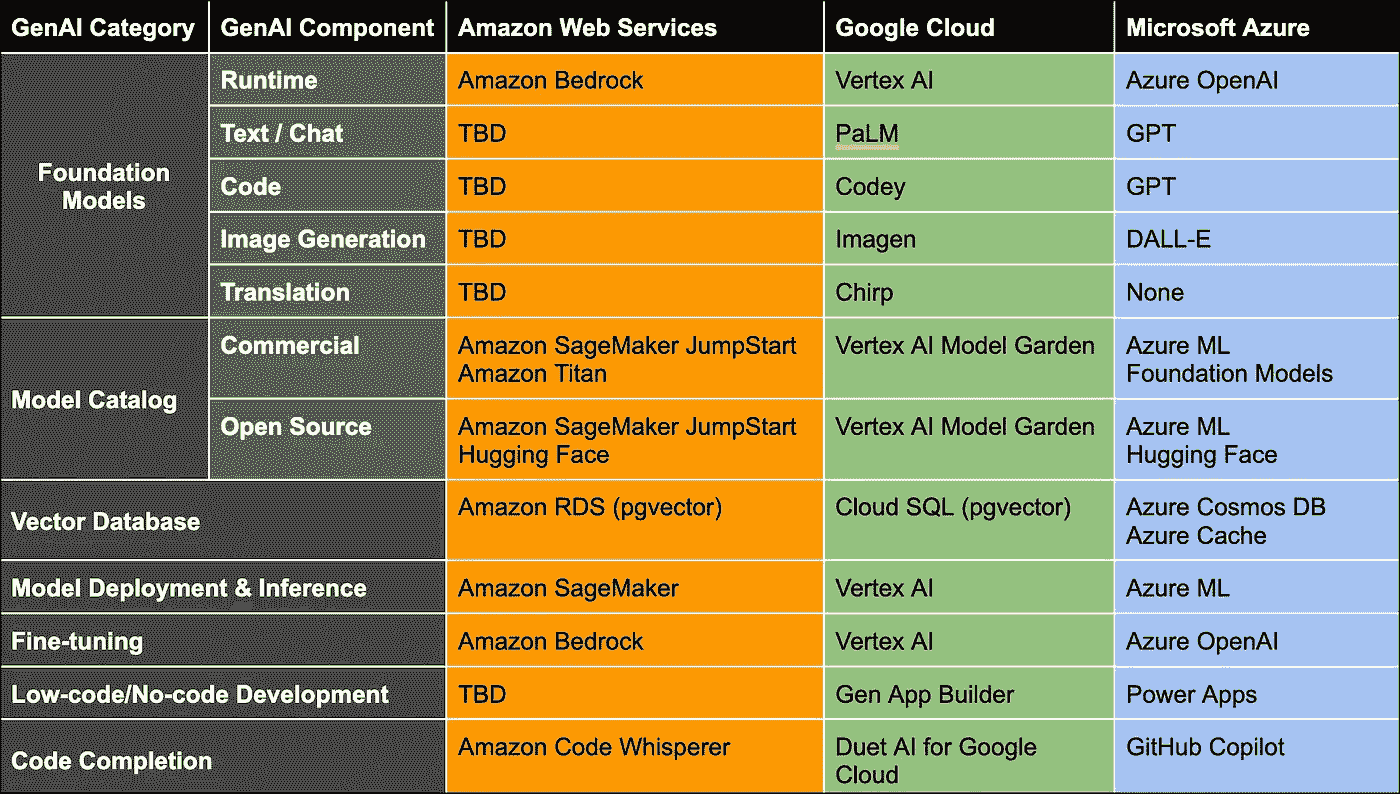 GenAI Category GenAI Component Amazon Web Services Google Cloud Microsoft Azure
Foundation Models Runtime Amazon Bedrock Vertex AI Azure OpenAI
Text / Chat TBD PaLM GPT
Code TBD Codey GPT
Image Generation TBD Imagen DALL-E
Translation TBD Chirp None
Model Catalog Commercial Amazon SageMaker JumpStart Vertex AI Model Garden Azure ML
Amazon Titan Foundation Models
Open Source Amazon SageMaker JumpStart Vertex AI Model Garden Azure ML
Hugging Face Hugging Face
Vector Database Amazon RDS (pgvector) Cloud SQL (pgvector) Azure Cosmos DB
Azure Cache
Model Deployment & Inference Amazon SageMaker Vertex AI Azure ML
Fine-tuning Amazon Bedrock Vertex AI Azure OpenAI
Low-code/No-code Development TBD Gen App Builder Power Apps
Code Completion Amazon Code Whisperer Duet AI for Google GitHub Copilot
Cloud